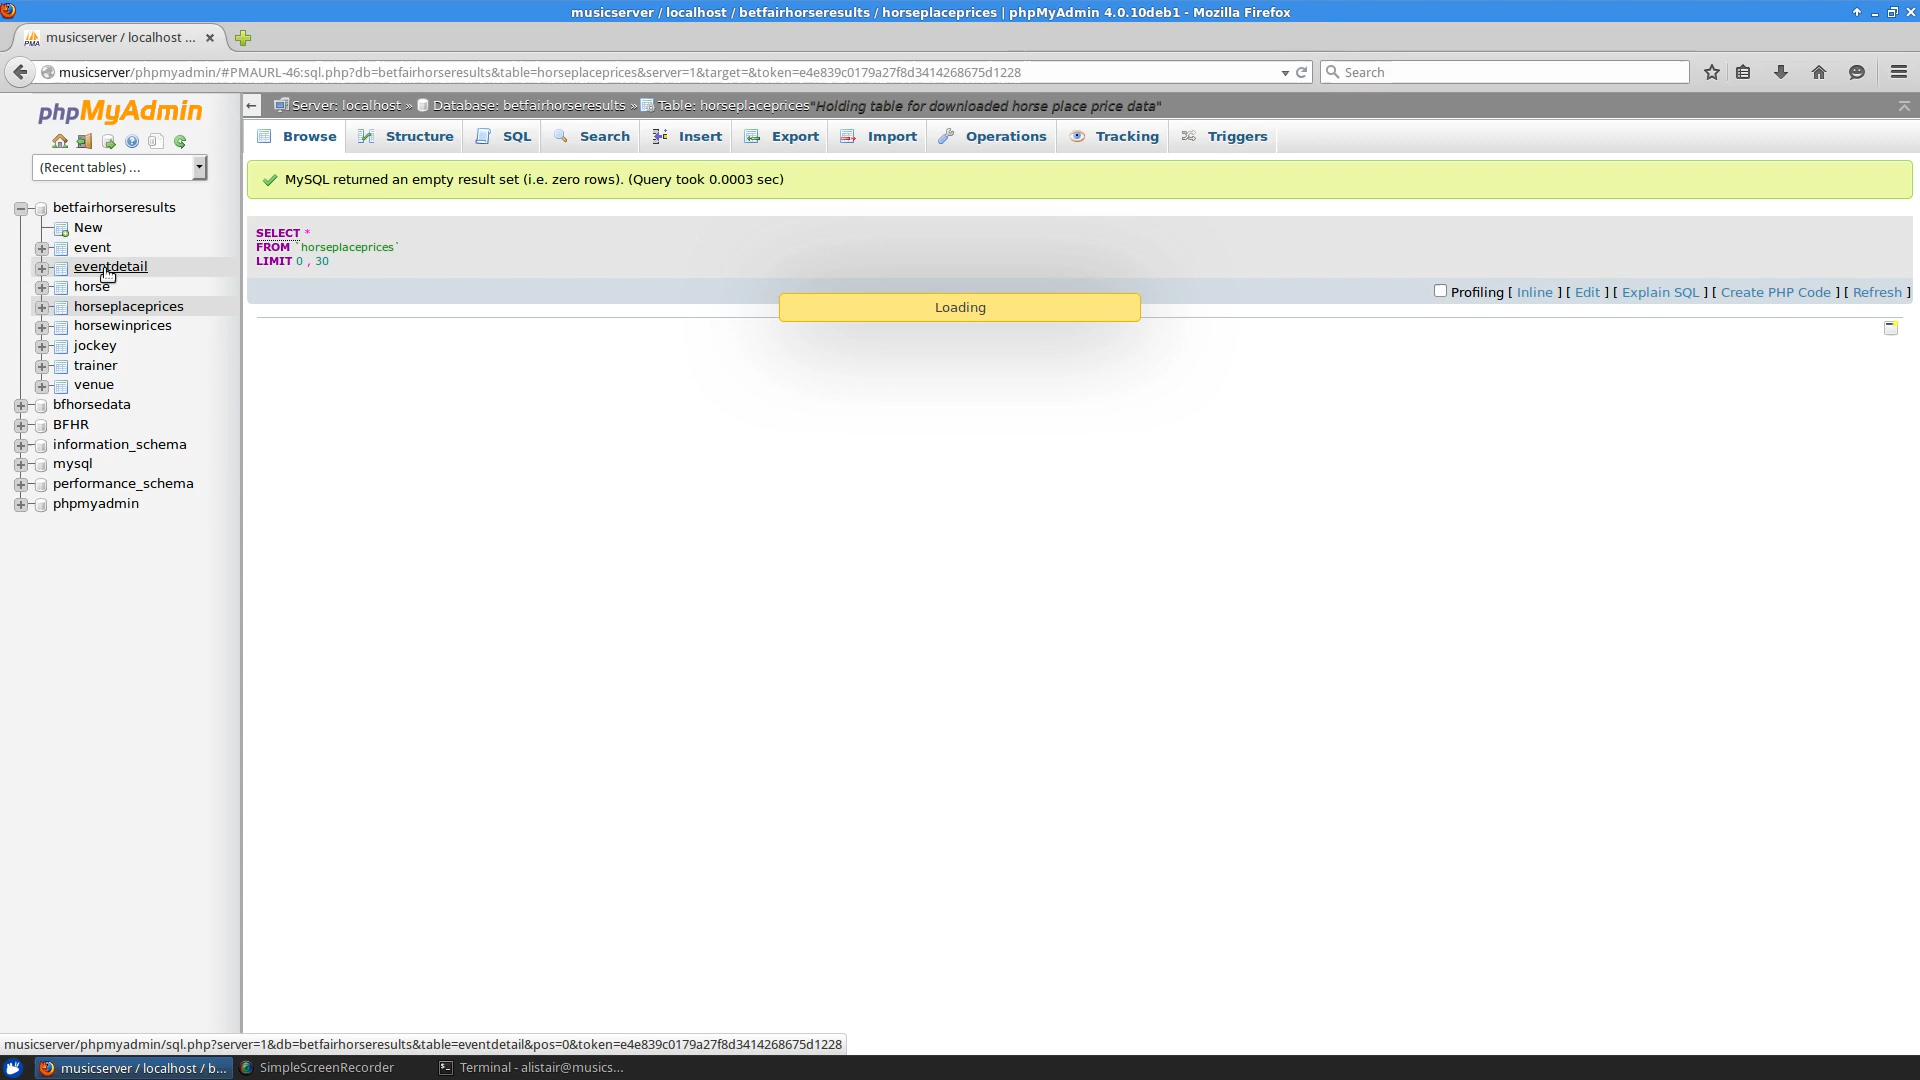 musicserver / localhost / betfairhorseresults / horseplaceprices | phpMyAdmin 4.0.10deb1 - Mozilla Firefox
musicserver / localhost ...
musicserver/phpmyadmin/#PMAURL-46:sql.php?db=betfairhorseresults&table=horseplaceprices&server=1&target=&token=e4e839c0179a27f8d3414268675d1228
Search
phpMyAdmin
(Recent tables) ...
betfairhorseresults
New
event
eventdetail
horse
horseplaceprices
horsewinprices
jockey
trainer
venue
bfhorsedata
BFHR
information_schema
mysql
performance_schema
phpmyadmin
Server: localhost » Database: betfairhorseresults » Table: horseplaceprices "Holding table for downloaded horse place price data"
Browse Structure SQL Search Insert Export Import Operations Tracking Triggers
MySQL returned an empty result set (i.e. zero rows). (Query took 0.0003 sec)
SELECT *
FROM `horseplaceprices`
LIMIT 0 , 30
Profiling [ Inline ] [ Edit ] [ Explain SQL ] [ Create PHP Code ] [ Refresh ]
Loading
musicserver/phpmyadmin/sql.php?server=1&db=betfairhorseresults&table=eventdetail&pos=0&token=e4e839c0179a27f8d3414268675d1228
musicserver / localhost / b... SimpleScreenRecorder Terminal - alistair@musics...